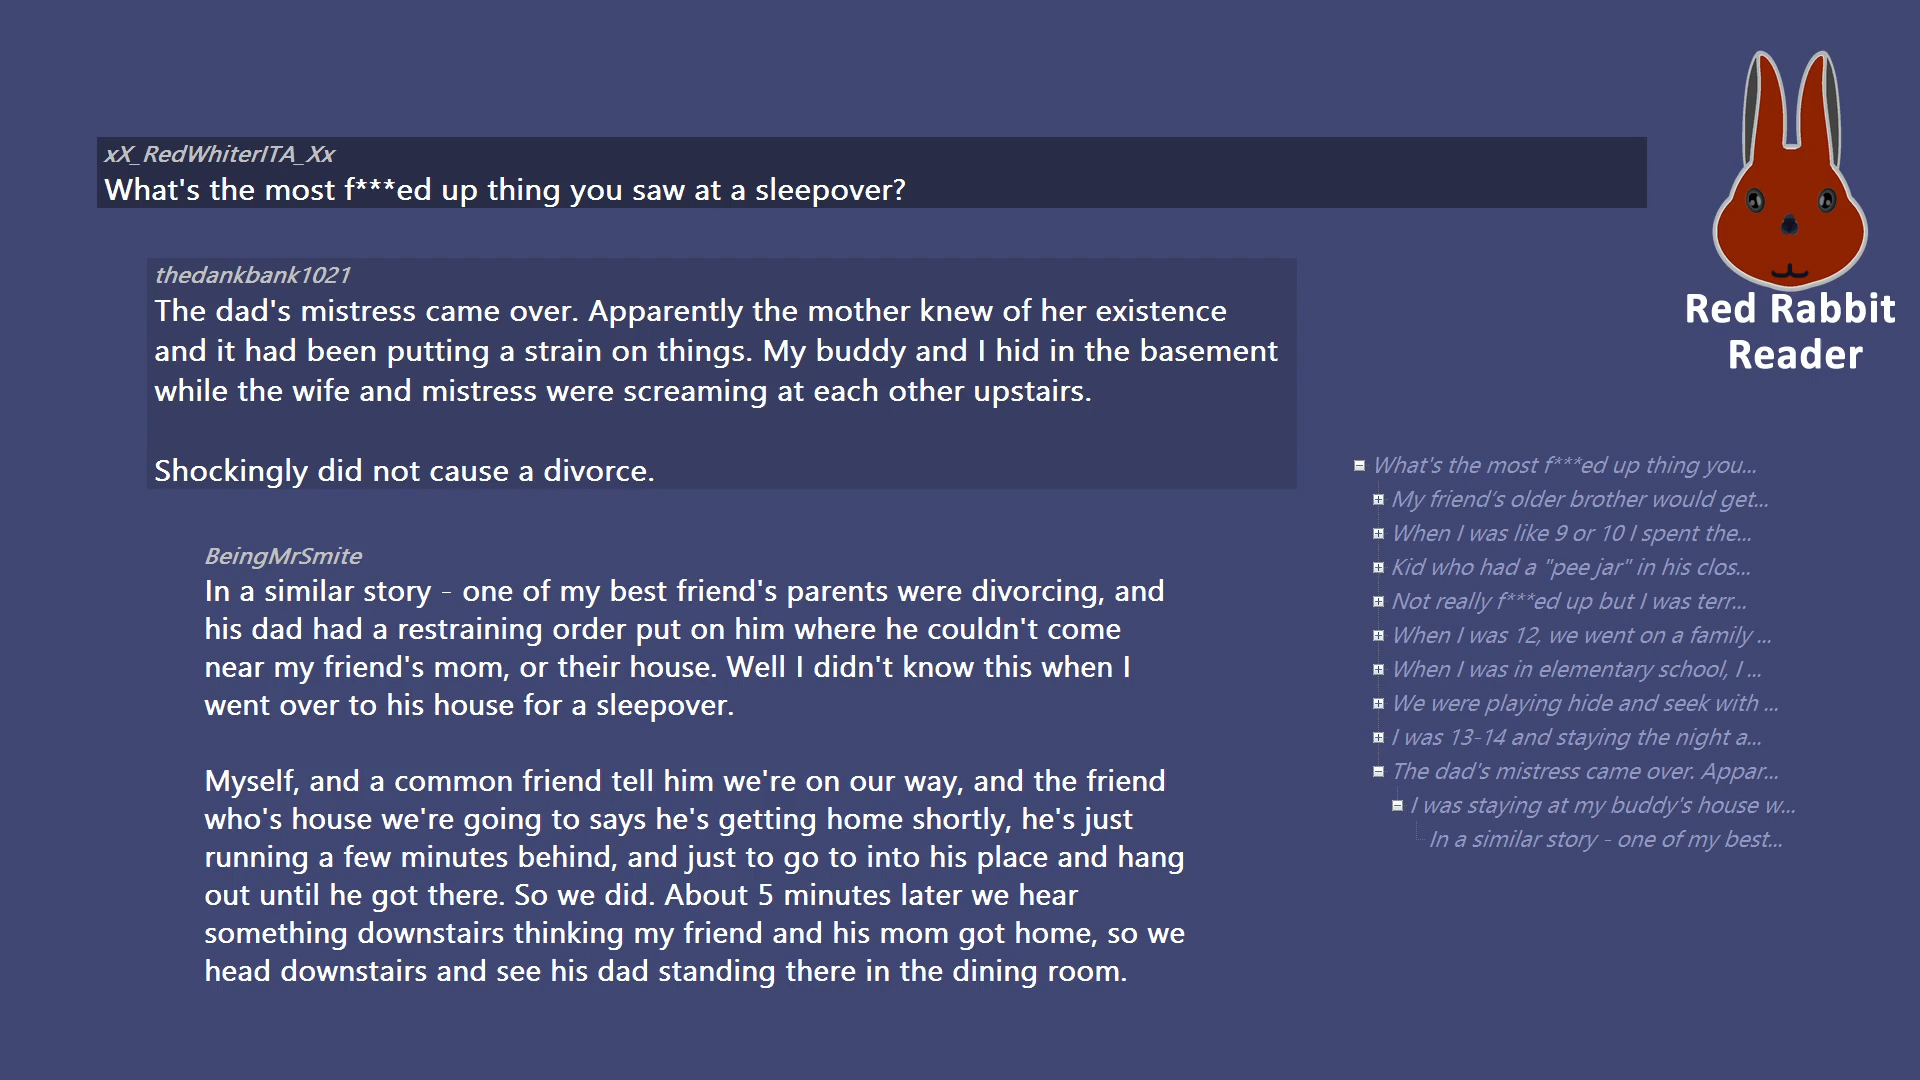 xX_RedWhiterITA_Xx
What's the most f***ed up thing you saw at a sleepover?
thedankbank1021
The dad's mistress came over. Apparently the mother knew of her existence
and it had been putting a strain on things. My buddy and I hid in the basement
while the wife and mistress were screaming at each other upstairs.
Shockingly did not cause a divorce.
BeingMrSmite
In a similar story - one of my best friend's parents were divorcing, and
his dad had a restraining order put on him where he couldn't come
near my friend's mom, or their house. Well I didn't know this when I
went over to his house for a sleepover.
Myself, and a common friend tell him we're on our way, and the friend
who's house we're going to says he's getting home shortly, he's just
running a few minutes behind, and just to go to into his place and hang
out until he got there. So we did. About 5 minutes later we hear
something downstairs thinking my friend and his mom got home, so we
head downstairs and see his dad standing there in the dining room.
Red Rabbit
Reader
What's the most f***ed up thing you...
My friend’s older brother would get...
When I was like 9 or 10 I spent the...
Kid who had a "pee jar" in his clos...
Not really f***ed up but I was terr...
When I was 12, we went on a family ...
When I was in elementary school, I ...
We were playing hide and seek with ...
I was 13-14 and staying the night a...
The dad's mistress came over. Appar...
I was staying at my buddy's house w...
In a similar story - one of my best...